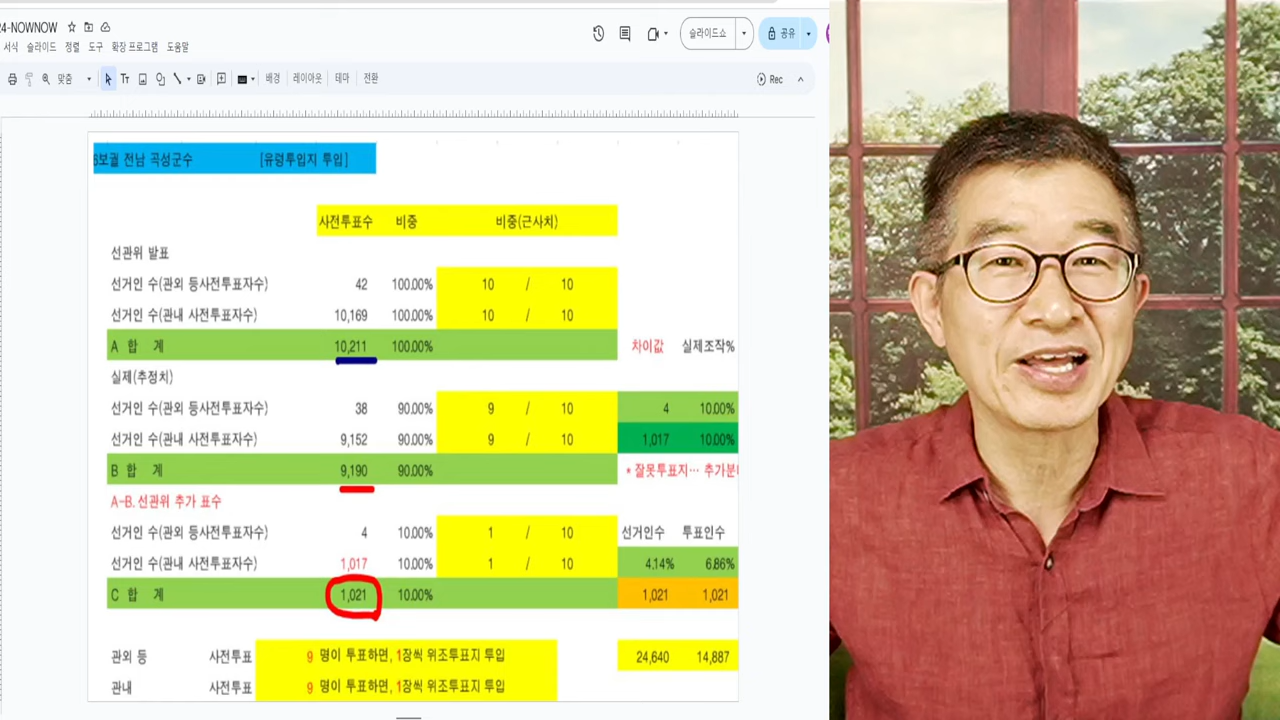 24-NOWNOW
서식 슬라이드 정렬 도구 확장 프로그램 도움말
슬라이드쇼 공유
맞춤 Tт 배경 레이아웃 테마 전환 Rec
6보궐 전남 곡성군수 [유령투입지 투입]
사전투표수 비중 비중(근사치)
선관위 발표
선거인 수(관외 등사전투표자수) 42 100.00% 10 / 10
선거인 수(관내 사전투표자수) 10,169 100.00% 10 / 10
A 합 계 10,211 100.00% 차이값 실제조작%
실제(추정치)
선거인 수(관외 등사전투표자수) 38 90.00% 9 / 10 4 10.00%
선거인 수(관내 사전투표자수) 9,152 90.00% 9 / 10 1,017 10.00%
B 합 계 9,190 90.00% * 잘못투표지… 추가분
A-B. 선관위 추가 표수
선거인 수(관외 등사전투표자수) 4 10.00% 1 / 10 선거인수 투표인수
선거인 수(관내 사전투표자수) 1,017 10.00% 1 / 10 4.14% 6.86%
C 합 계 1,021 10.00% 1,021 1,021
관외 등 사전투표 9 명이 투표하면, 1장씩 위조투표지 투입 24,640 14,887
관내 사전투표 9 명이 투표하면, 1장씩 위조투표지 투입